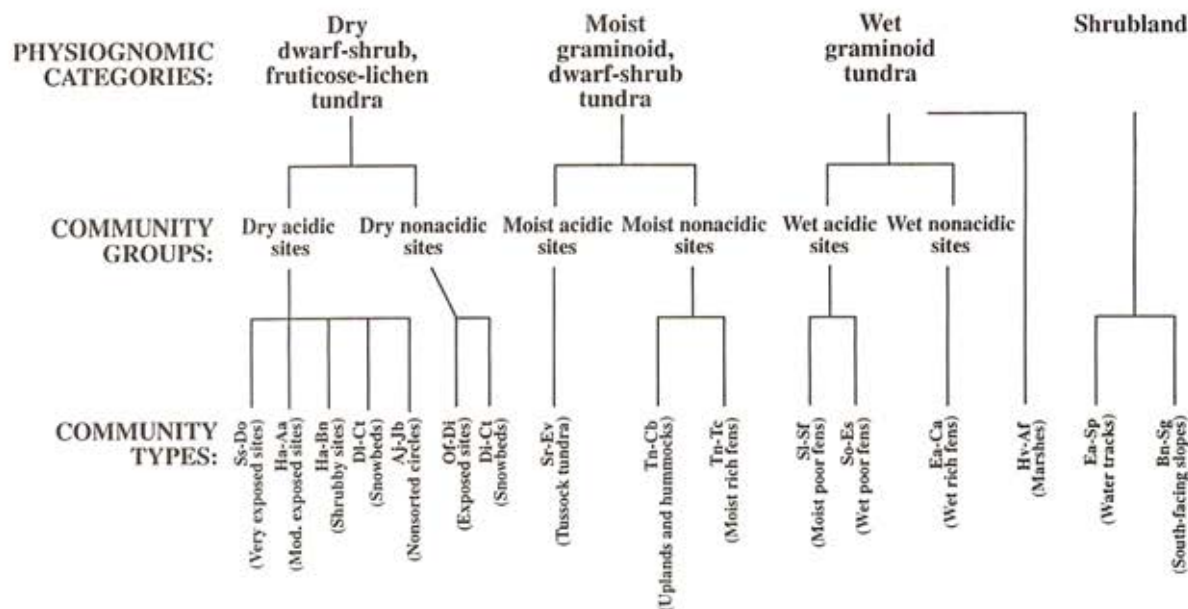 PHYSIOGNOMIC
CATEGORIES:
Dry
dwarf-shrub,
fruticose-lichen
tundra
Moist
graminoid,
dwarf-shrub
tundra
Wet
graminoid
tundra
Shrubland
COMMUNITY
GROUPS:
Dry acidic
sites
Dry nonacidic
sites
Moist acidic
sites
Moist nonacidic
sites
Wet acidic
sites
Wet nonacidic
sites
COMMUNITY
TYPES:
Ss-Do
(Very exposed sites)
Ha-Aa
(Mod. exposed sites)
Ha-Bn
(Shrubby sites)
Dl-Ct
(Snowbeds)
Aj-Jb
(Nonsorted circles)
Of-Di
(Exposed sites)
Di-Ct
(Snowbeds)
Sr-Ev
(Tussock tundra)
Tn-Cb
(Uplands and hummocks)
Tn-Tc
(Moist rich fens)
Sl-Sf
(Moist poor fens)
So-Es
(Wet poor fens)
Ea-Ca
(Wet rich fens)
Hv-Af
(Marshes)
Ea-Sp
(Water tracks)
Bn-Sg
(South-facing slopes)